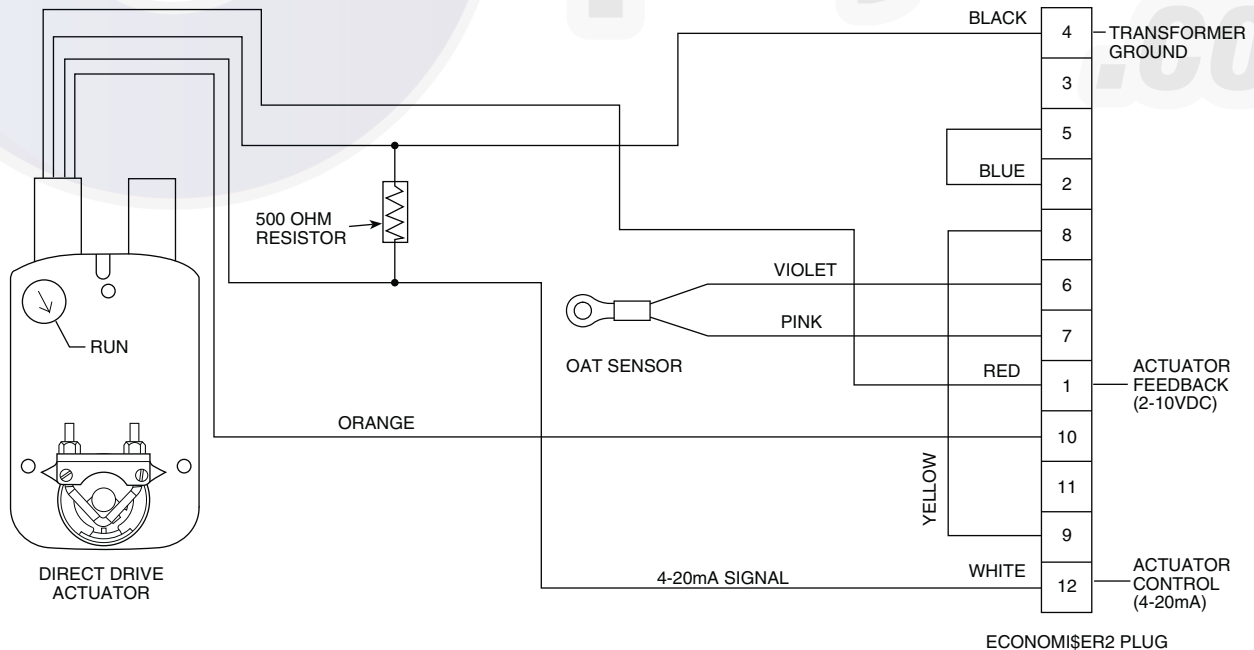 BLACK
4
TRANSFORMER
GROUND
3
5
BLUE
2
500 OHM
RESISTOR
8
VIOLET
6
PINK
7
RUN
OAT SENSOR
RED
1
ACTUATOR
FEEDBACK
(2-10VDC)
ORANGE
10
YELLOW
11
9
DIRECT DRIVE
ACTUATOR
4-20mA SIGNAL
WHITE
12
ACTUATOR
CONTROL
(4-20mA)
ECONOMI$ER2 PLUG